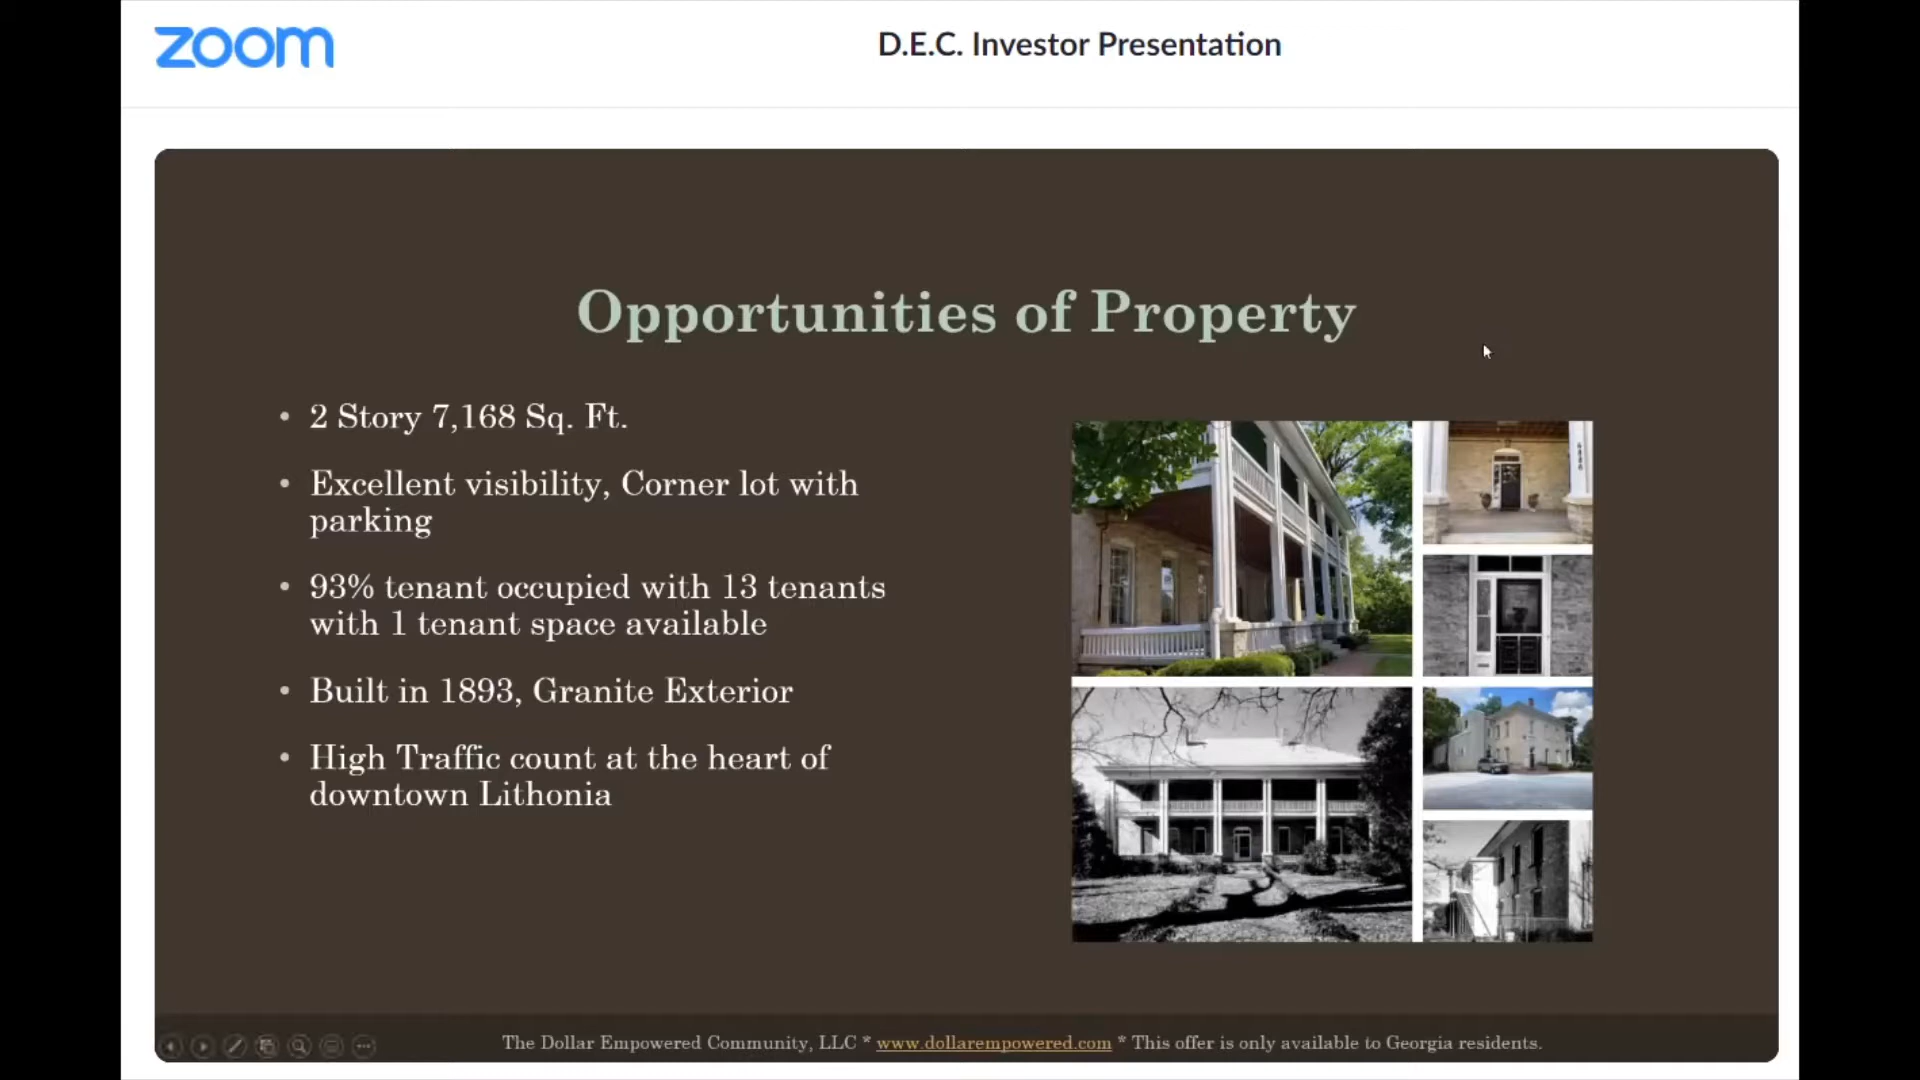 zoom
D.E.C. Investor Presentation
Opportunities of Property
• 2 Story 7,168 Sq. Ft.
• Excellent visibility, Corner lot with
parking
• 93% tenant occupied with 13 tenants
with 1 tenant space available
• Built in 1893, Granite Exterior
• High Traffic count at the heart of
downtown Lithonia
The Dollar Empowered Community, LLC * www.dollarempowered.com * This offer is only available to Georgia residents.